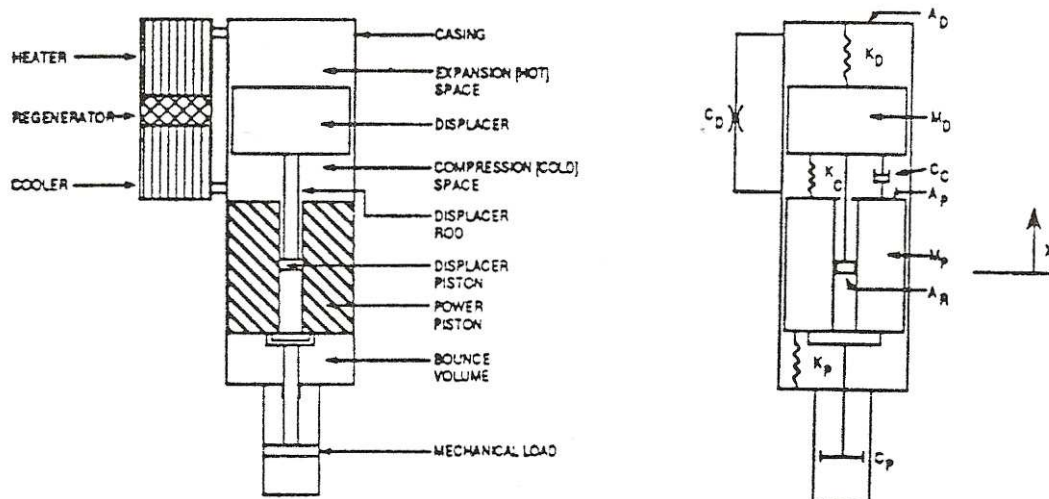 HEATER
REGENERATOR
COOLER
CASING
EXPANSION [HOT]
SPACE
DISPLACER
COMPRESSION [COLD]
SPACE
DISPLACER
ROD
DISPLACER
PISTON
POWER
PISTON
BOUNCE
VOLUME
MECHANICAL LOAD
A_D
K_D
C_D
M_D
K_C
C_C
A_P
M_P
A_R
K_P
C_P
X